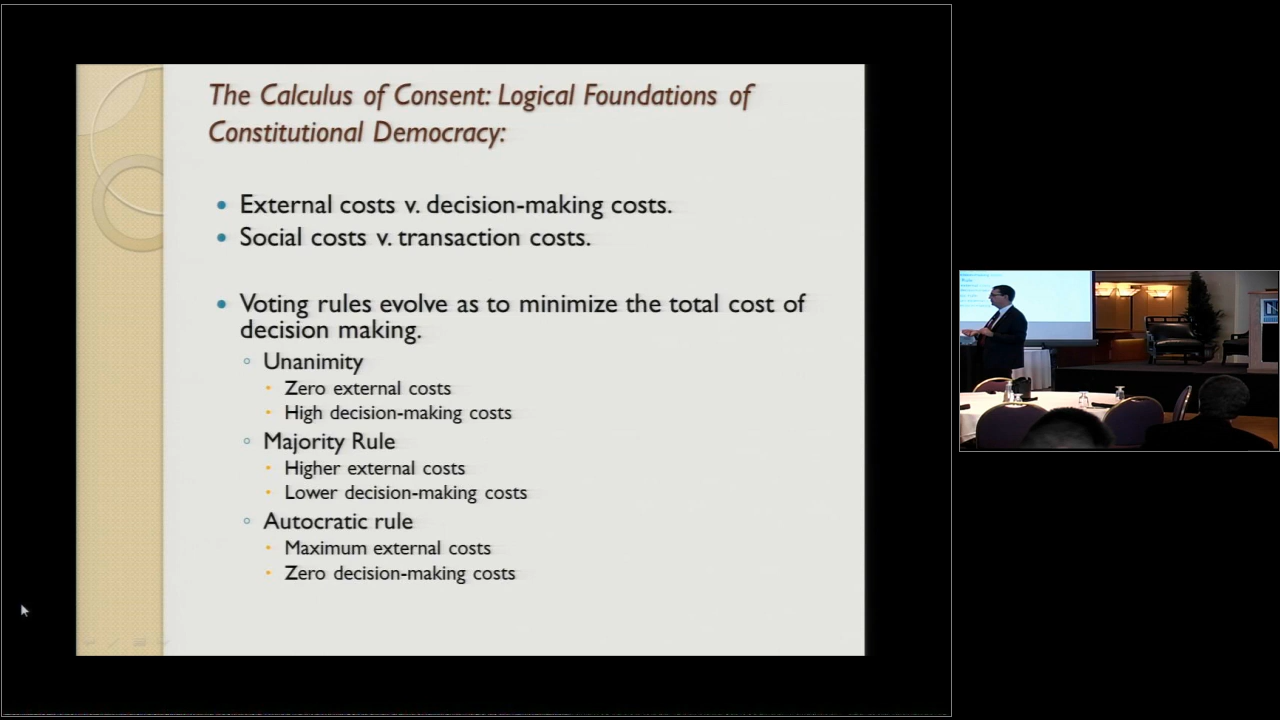 The Calculus of Consent: Logical Foundations of
Constitutional Democracy:
External costs v. decision-making costs.
Social costs v. transaction costs.
Voting rules evolve as to minimize the total cost of
decision making.
Unanimity
Zero external costs
High decision-making costs
Majority Rule
Higher external costs
Lower decision-making costs
Autocratic rule
Maximum external costs
Zero decision-making costs